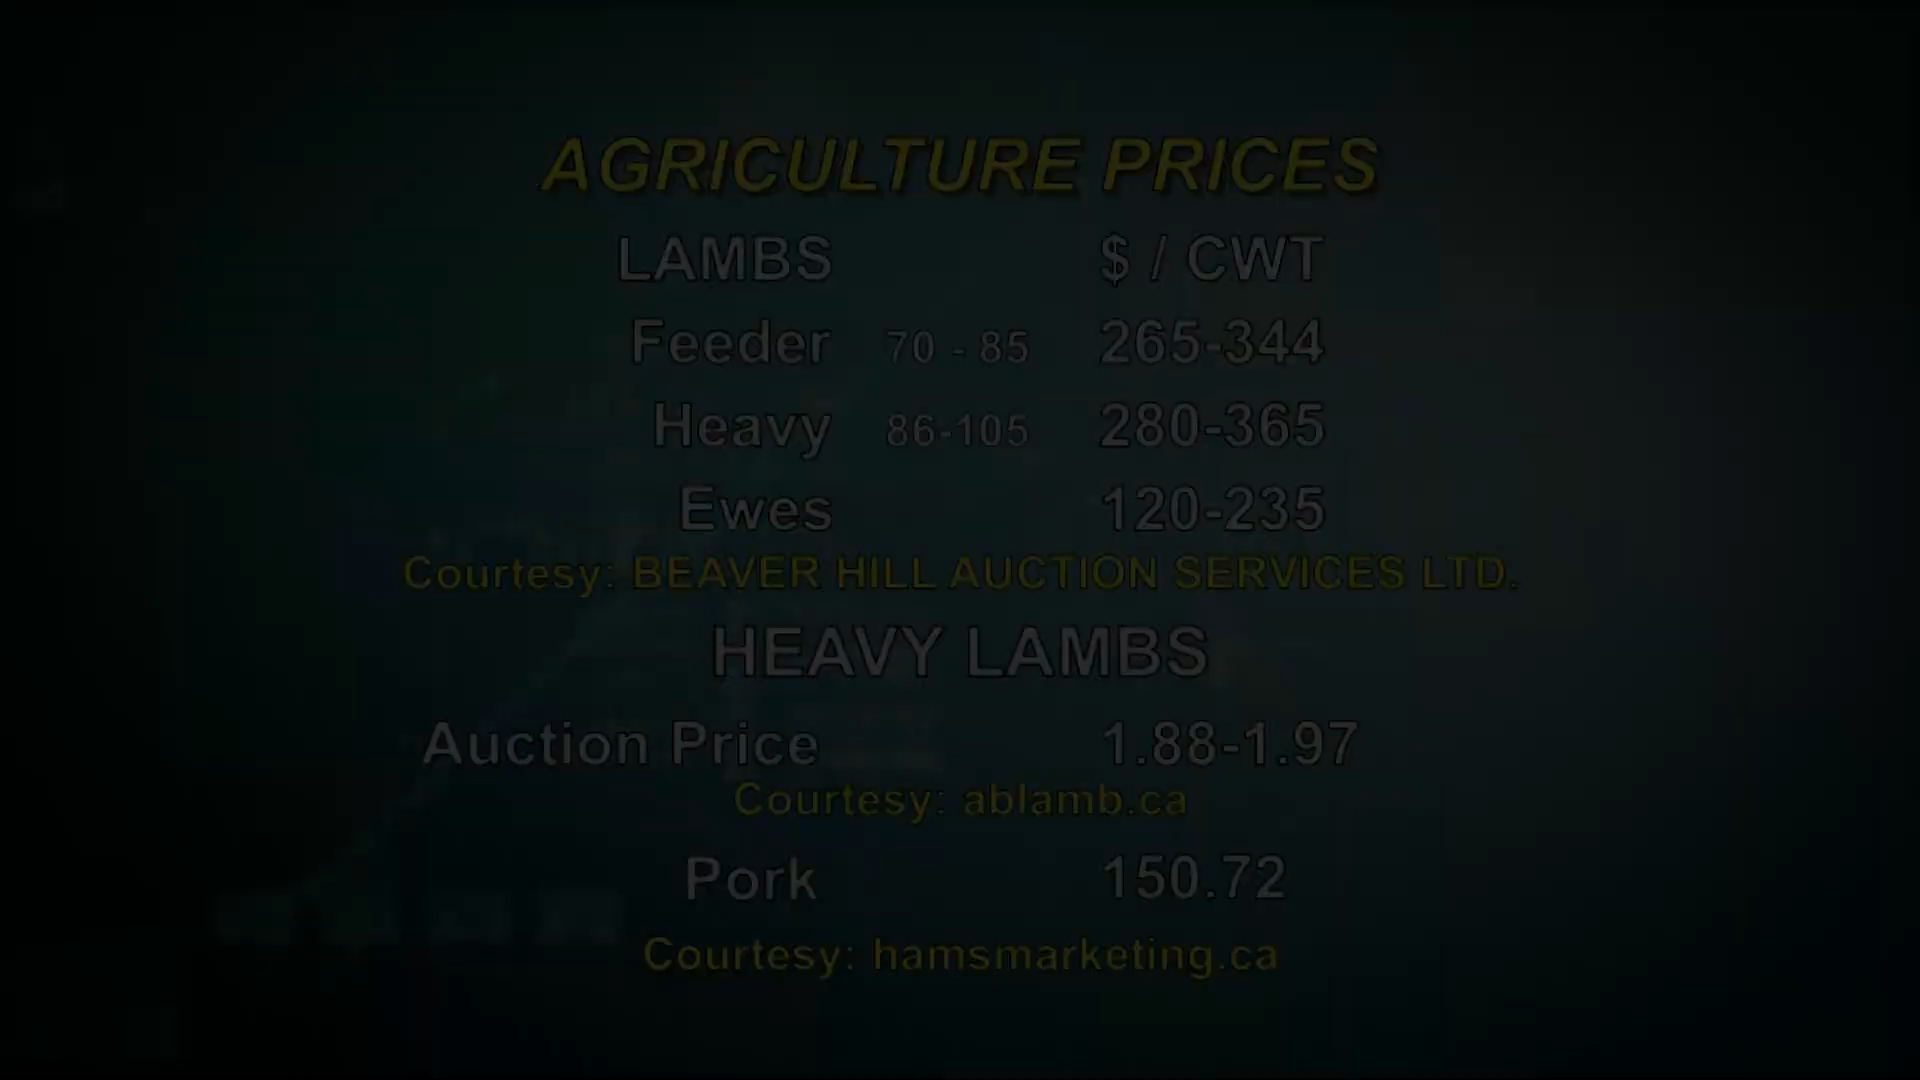 AGRICULTURE PRICES
LAMBS $ / CWT
Feeder 70 - 85 265-344
Heavy 86-105 280-365
Ewes 120-235
Courtesy: BEAVER HILL AUCTION SERVICES LTD.
HEAVY LAMBS
Auction Price 1.88-1.97
Courtesy: ablamb.ca
Pork 150.72
Courtesy: hamsmarketing.ca